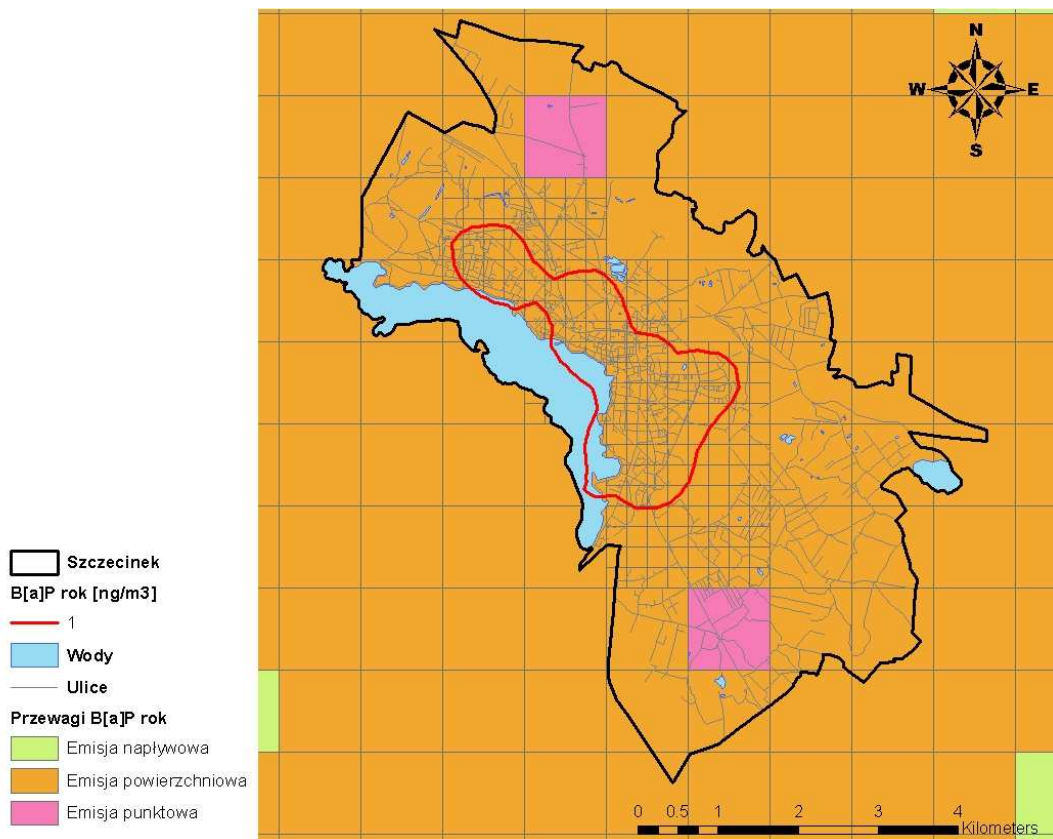 N
W E
S
Szczecinek
B[a]P rok [ng/m3]
1
Wody
Ulice
Przewagi B[a]P rok
Emisja napływowa
Emisja powierzchniowa
Emisja punktowa
0 0.5 1 2 3 4
Kilometers